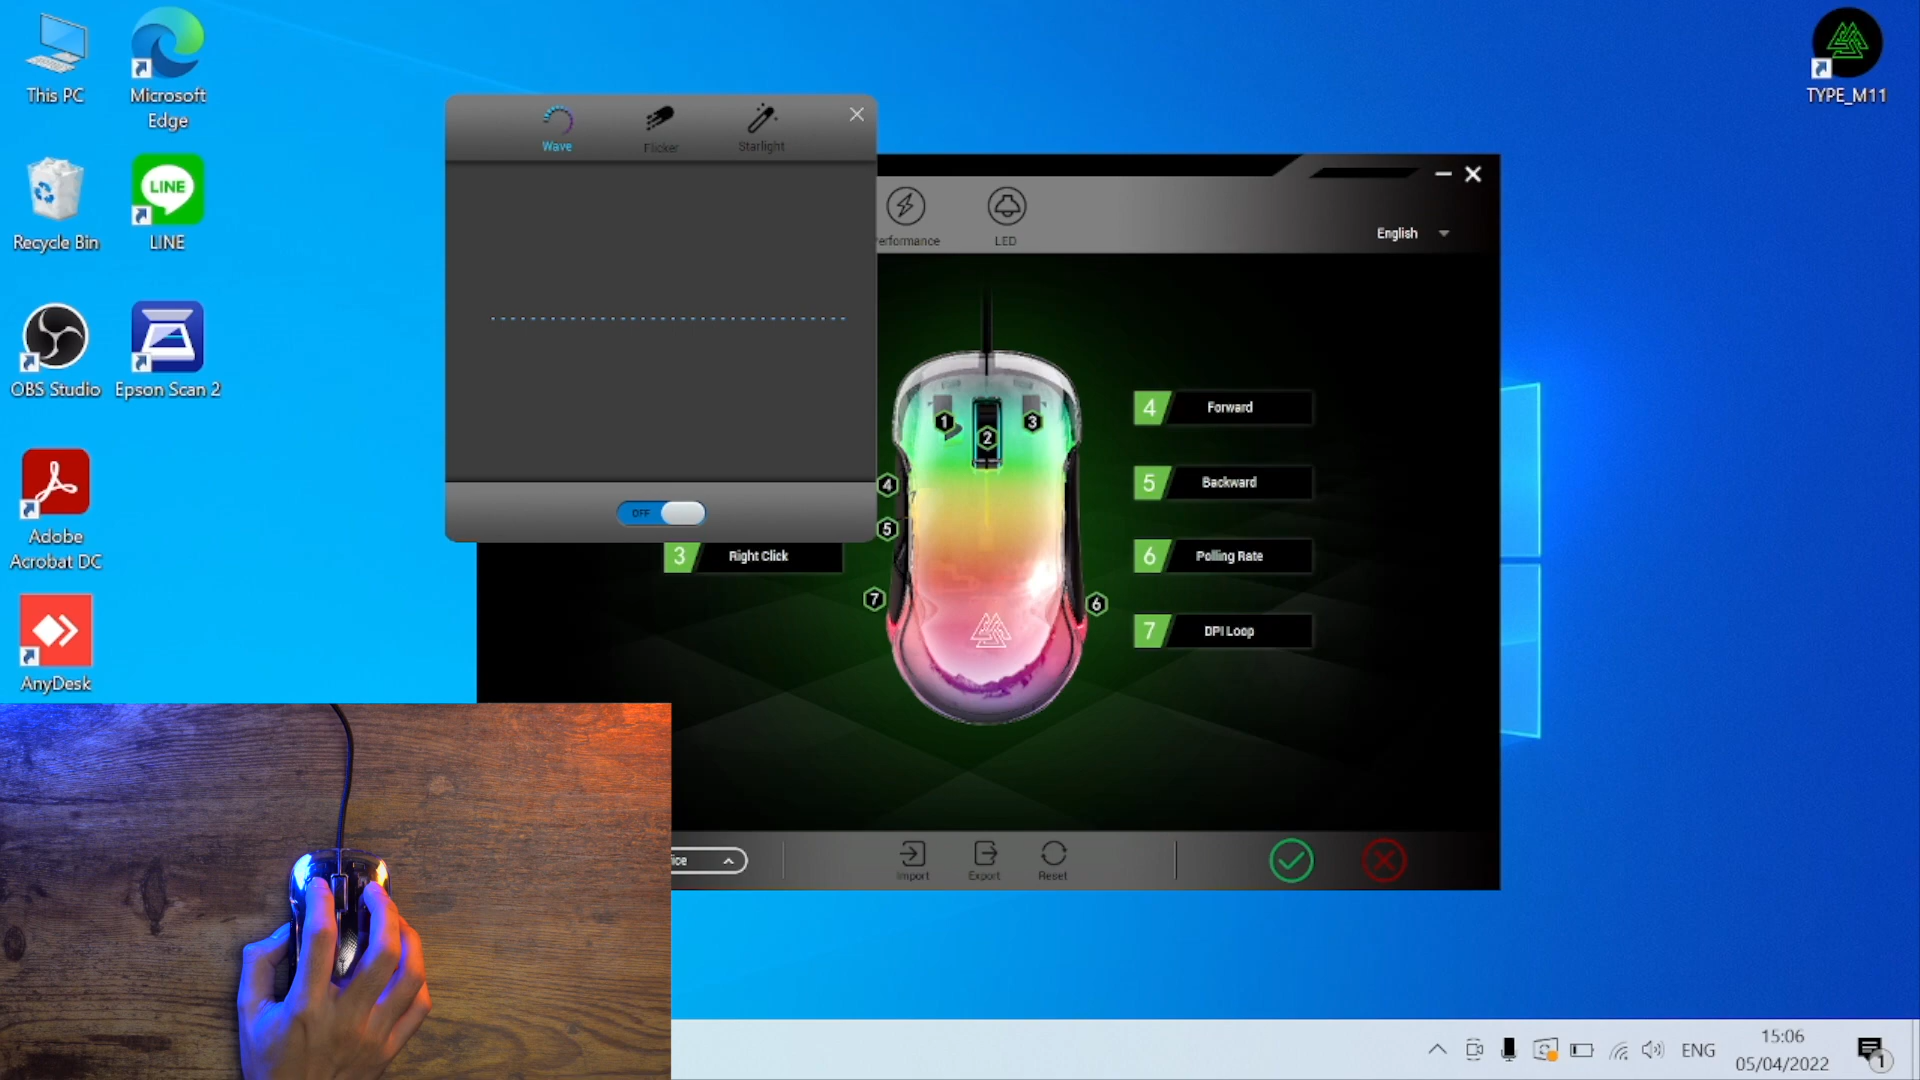 This PC
Microsoft
Edge
TYPE_M11
Wave
Flicker
Starlight
Recycle Bin
LINE
LINE
erformance
LED
English
OBS Studio
Epson Scan 2
1
2
3
4
Forward
4
5
Backward
OFF
5
3
Right Click
6
Polling Rate
7
6
7
DPI Loop
Adobe
Acrobat DC
AnyDesk
ice
Import
Export
Reset
ENG
15:06
05/04/2022
1